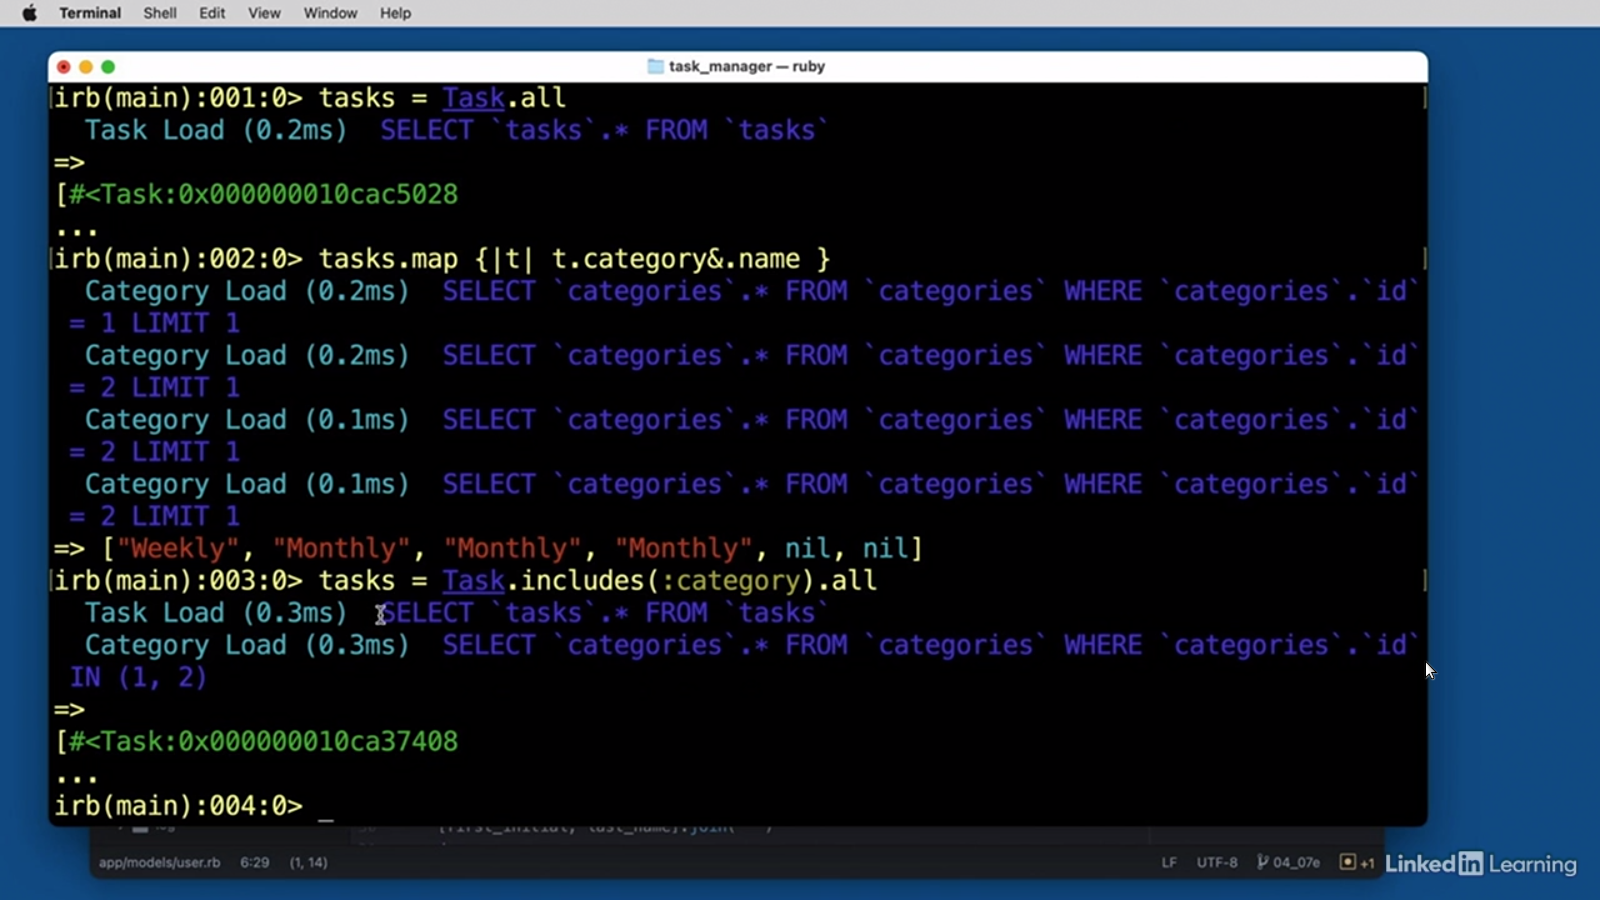 Terminal Shell Edit View Window Help
task_manager — ruby
irb(main):001:0> tasks = Task.all
Task Load (0.2ms) SELECT `tasks`.* FROM `tasks`
=>
[#<Task:0x000000010cac5028
...
irb(main):002:0> tasks.map {|t| t.category&.name }
Category Load (0.2ms) SELECT `categories`.* FROM `categories` WHERE `categories`.`id`
= 1 LIMIT 1
Category Load (0.2ms) SELECT `categories`.* FROM `categories` WHERE `categories`.`id`
= 2 LIMIT 1
Category Load (0.1ms) SELECT `categories`.* FROM `categories` WHERE `categories`.`id`
= 2 LIMIT 1
Category Load (0.1ms) SELECT `categories`.* FROM `categories` WHERE `categories`.`id`
= 2 LIMIT 1
=> ["Weekly", "Monthly", "Monthly", "Monthly", nil, nil]
irb(main):003:0> tasks = Task.includes(:category).all
Task Load (0.3ms) SELECT `tasks`.* FROM `tasks`
Category Load (0.3ms) SELECT `categories`.* FROM `categories` WHERE `categories`.`id`
IN (1, 2)
=>
[#<Task:0x000000010ca37408
...
irb(main):004:0> _
[first_initial, last_name].join(
app/models/user.rb 6:29 (1, 14) LF UTF-8 04_07e +1
LinkedIn Learning